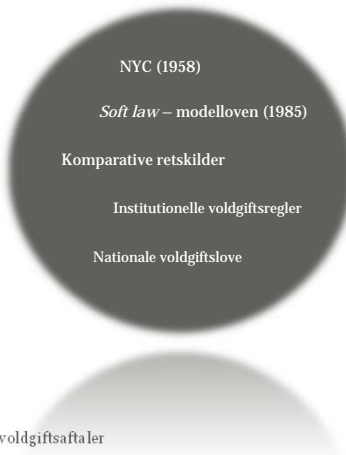 NYC (1958)
Soft law – modelloven (1985)
Komparative retskilder
Institutionelle voldgiftsregler
Nationale voldgiftslove
voldgiftsaftaler